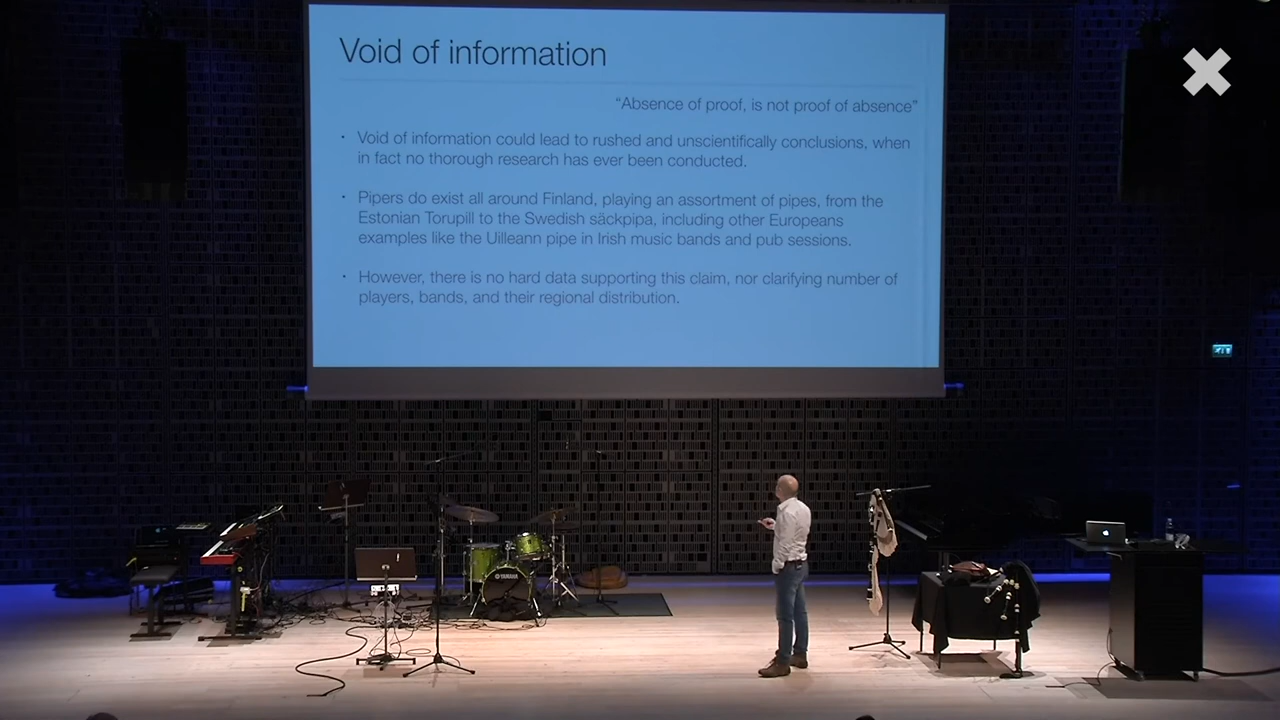 Void of information
“Absence of proof, is not proof of absence”
· Void of information could lead to rushed and unscientifically conclusions, when
in fact no thorough research has ever been conducted.
· Pipers do exist all around Finland, playing an assortment of pipes, from the
Estonian Torupill to the Swedish säckpipa, including other Europeans
examples like the Uilleann pipe in Irish music bands and pub sessions.
· However, there is no hard data supporting this claim, nor clarifying number of
players, bands, and their regional distribution.
YAMAHA